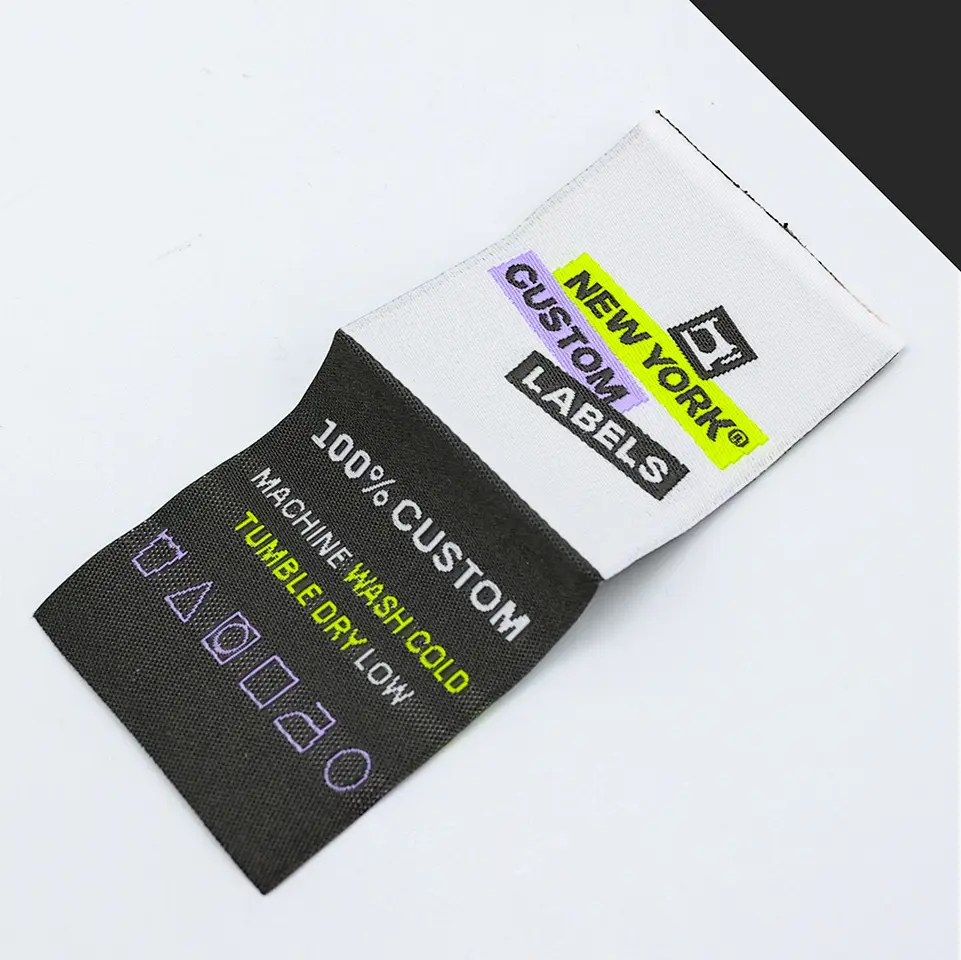 NEW YORK®
CUSTOM
LABELS
100% CUSTOM
MACHINE WASH COLD
TUMBLE DRY LOW